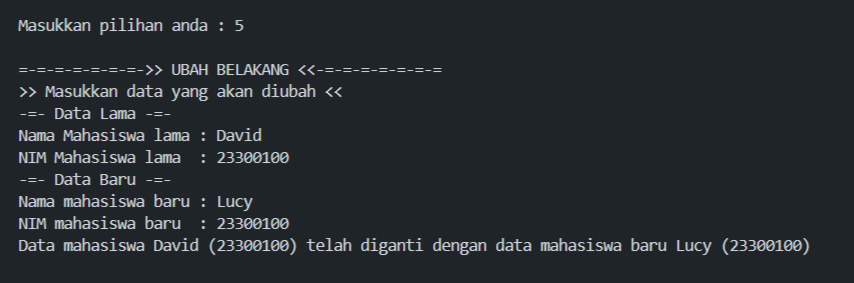 Masukkan pilihan anda : 5
=-=-=-=-=-=-=->> UBAH BELAKANG <<-=-=-=-=-=-=-=
>> Masukkan data yang akan diubah <<
-=- Data Lama -=-
Nama Mahasiswa lama : David
NIM Mahasiswa lama  : 23300100
-=- Data Baru -=-
Nama mahasiswa baru : Lucy
NIM mahasiswa baru  : 23300100
Data mahasiswa David (23300100) telah diganti dengan data mahasiswa baru Lucy (23300100)